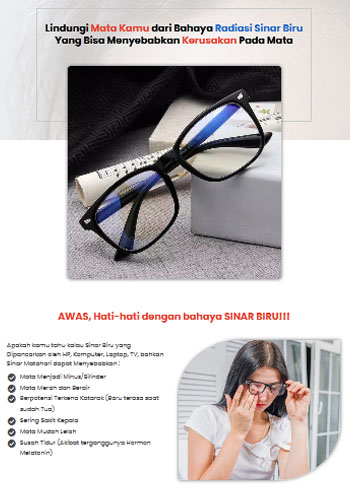 Lindungi Mata Kamu dari Bahaya Radiasi Sinar Biru
Yang Bisa Menyebabkan Kerusakan Pada Mata
AWAS, Hati-hati dengan bahaya SINAR BIRU!!!
Apakah kamu tahu kalau Sinar Biru yang
Dipancarkan oleh HP, Komputer, Laptop, TV, bahkan
Sinar Matahari dapat Menyebabkan :
Mata Menjadi Minus/Silinder
Mata Merah dan Berair
Berpotensi Terkena Katarak (Baru terasa saat
sudah Tua)
Sering Sakit Kepala
Mata Mudah Lelah
Susah Tidur (Akibat terganggunya Hormon
Melatonin)